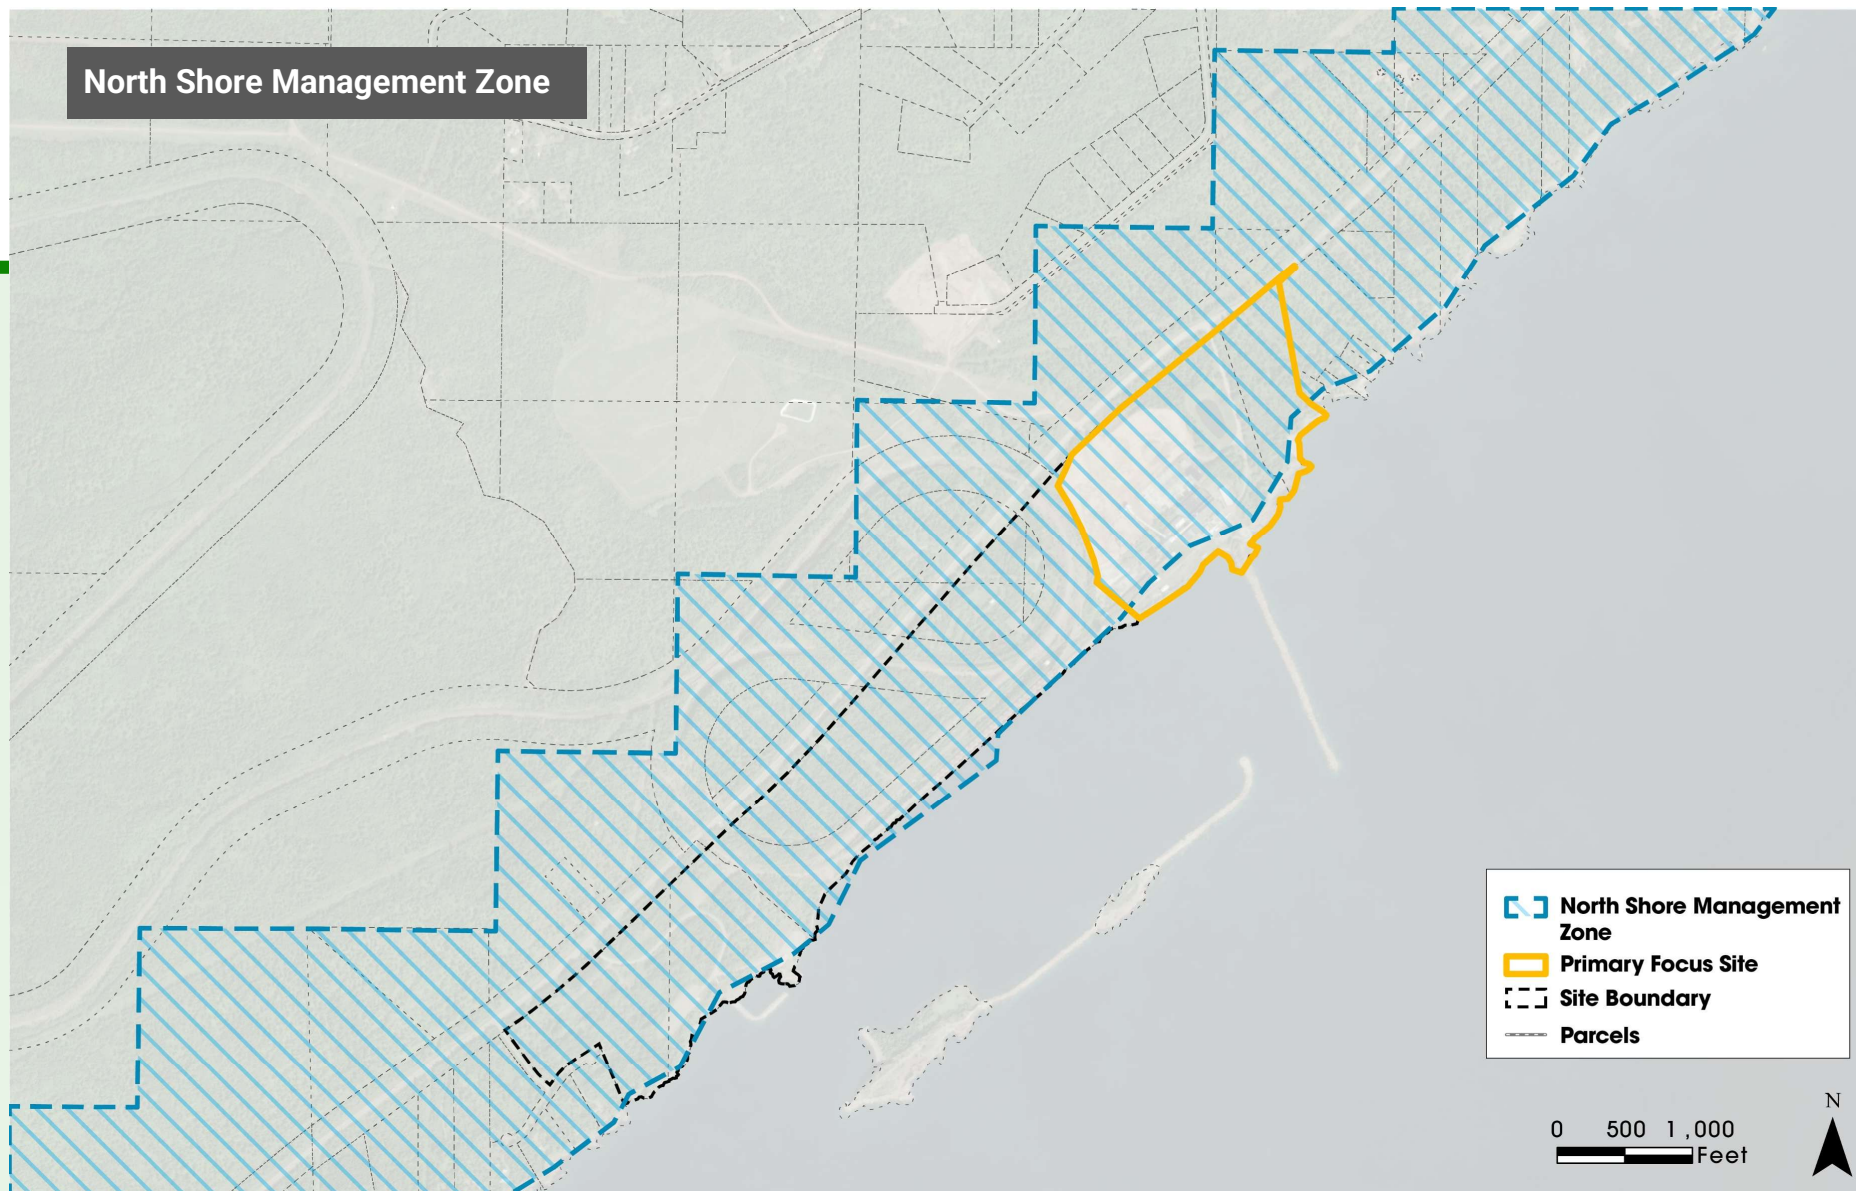 North Shore Management Zone
North Shore Management
Zone
Primary Focus Site
Site Boundary
Parcels
N
0 500 1,000
Feet